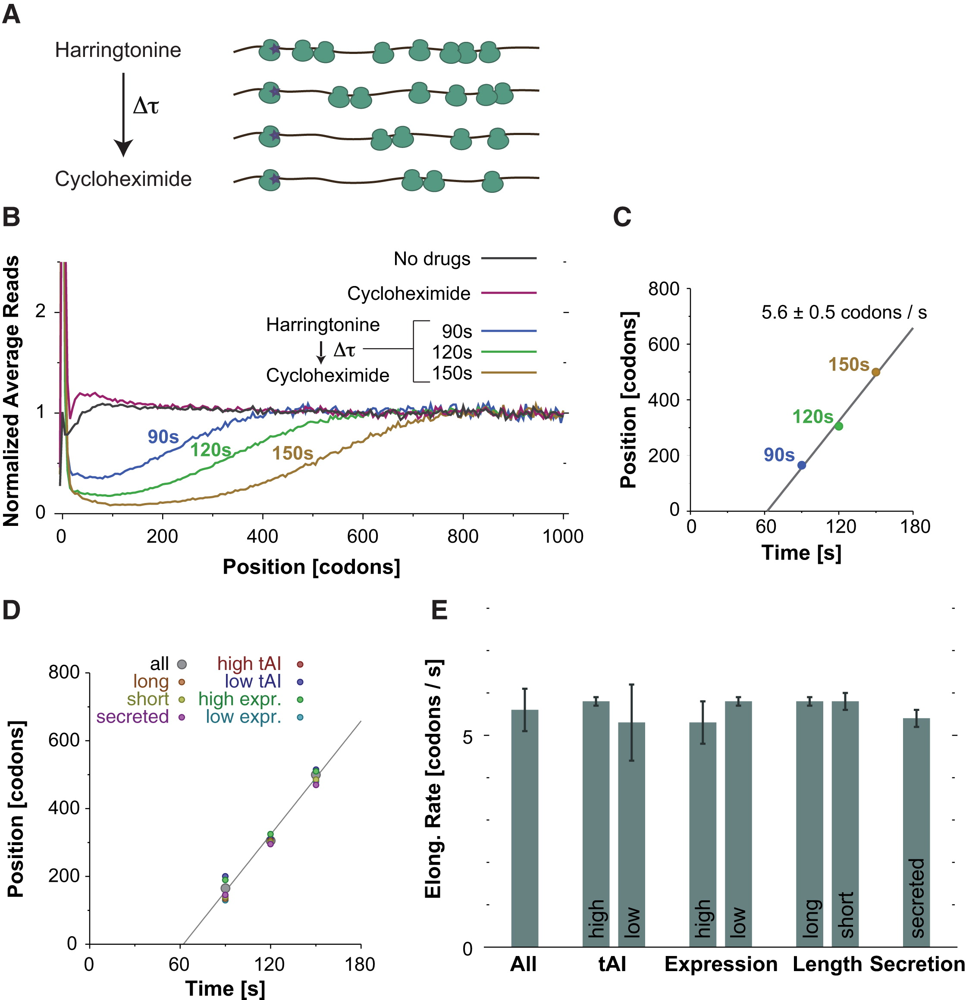 A
Harringtonine
Δτ
Cycloheximide
B
Normalized Average Reads
2
1
0
No drugs
Cycloheximide
Harringtonine
Δτ
Cycloheximide
90s
120s
150s
90s
120s
150s
0 200 400 600 800 1000
Position [codons]
C
Position [codons]
800
600
400
200
0
5.6 ± 0.5 codons / s
150s
120s
90s
0 60 120 180
Time [s]
D
Position [codons]
800
600
400
200
0
all
long
short
secreted
high tAI
low tAI
high expr.
low expr.
0 60 120 180
Time [s]
E
Elong. Rate [codons / s]
5
0
high
low
high
low
long
short
secreted
All tAI Expression Length Secretion